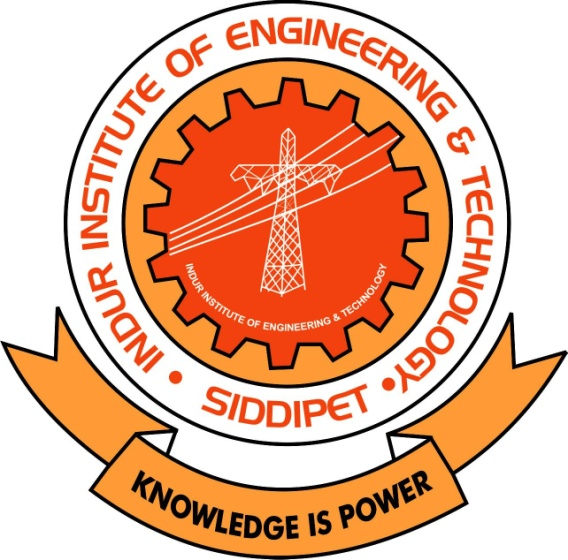 INDUR INSTITUTE OF ENGINEERING & TECHNOLOGY
• SIDDIPET •
INDUR INSTITUTE OF ENGINEERING & TECHNOLOGY
KNOWLEDGE IS POWER